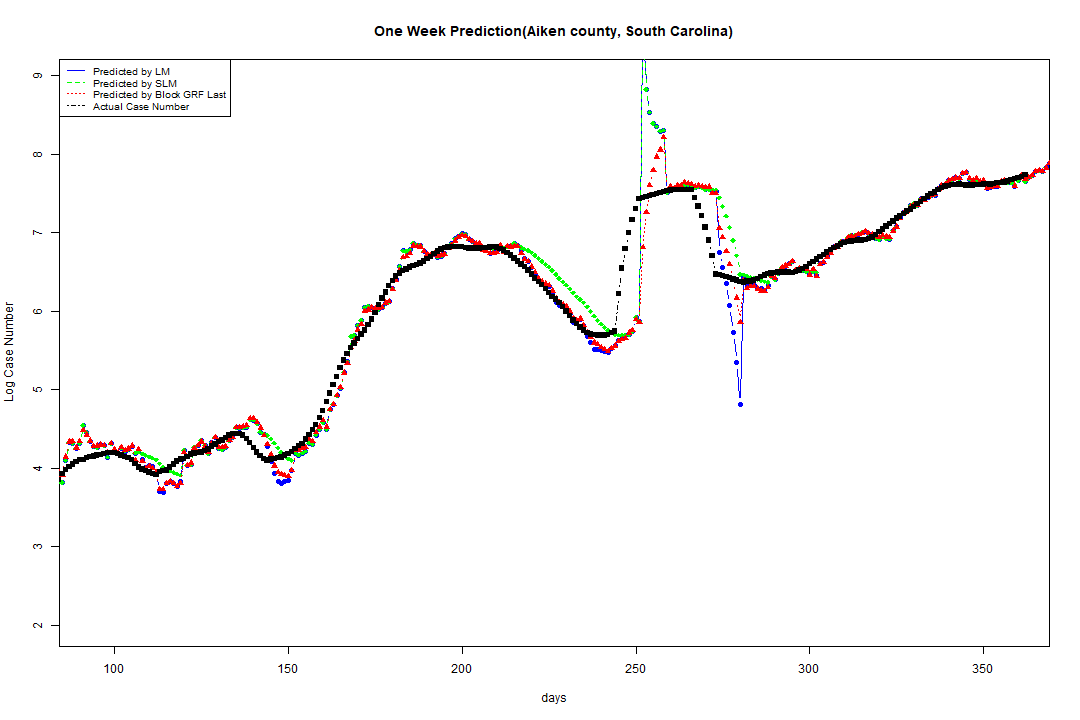 One Week Prediction(Aiken county, South Carolina)
Predicted by LM
Predicted by SLM
Predicted by Block GRF Last
Actual Case Number
Log Case Number
9
8
7
6
5
4
3
2
100 150 200 250 300 350
days